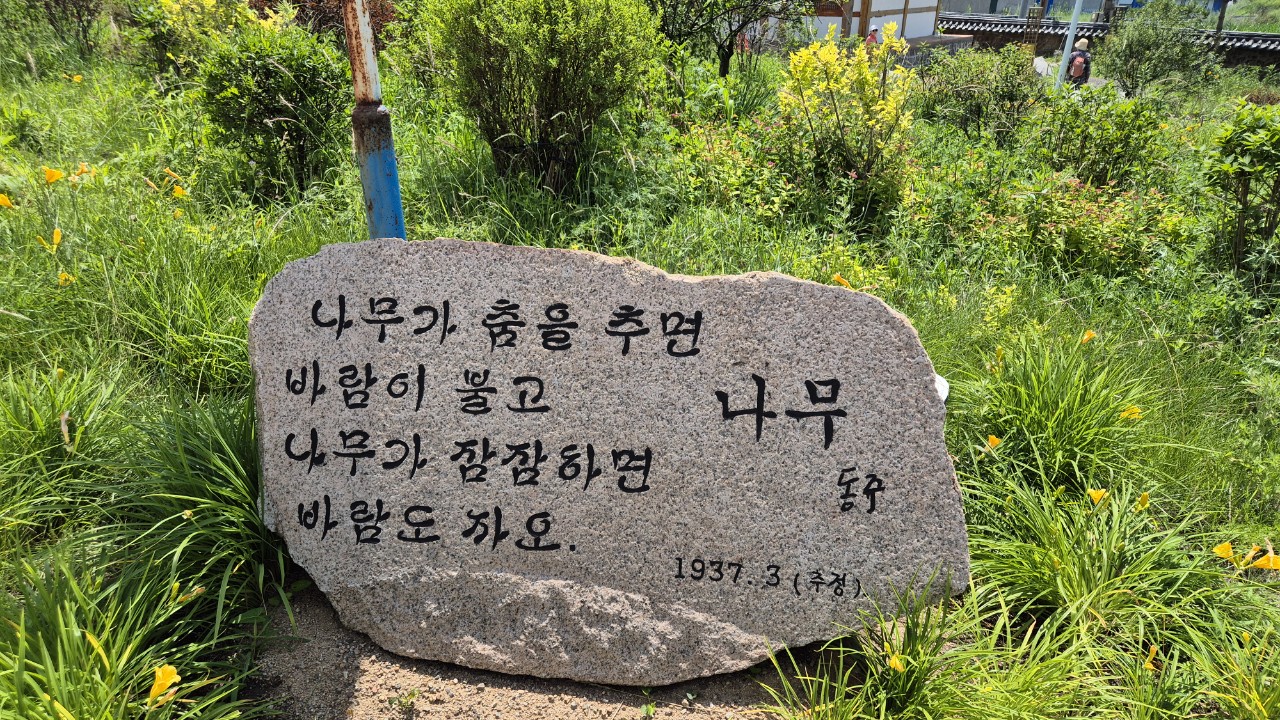 나무가 춤을 추면
바람이 불고
나무가 잠잠하면
바람도 자오.
나무
동주
1937. 3 (추정)